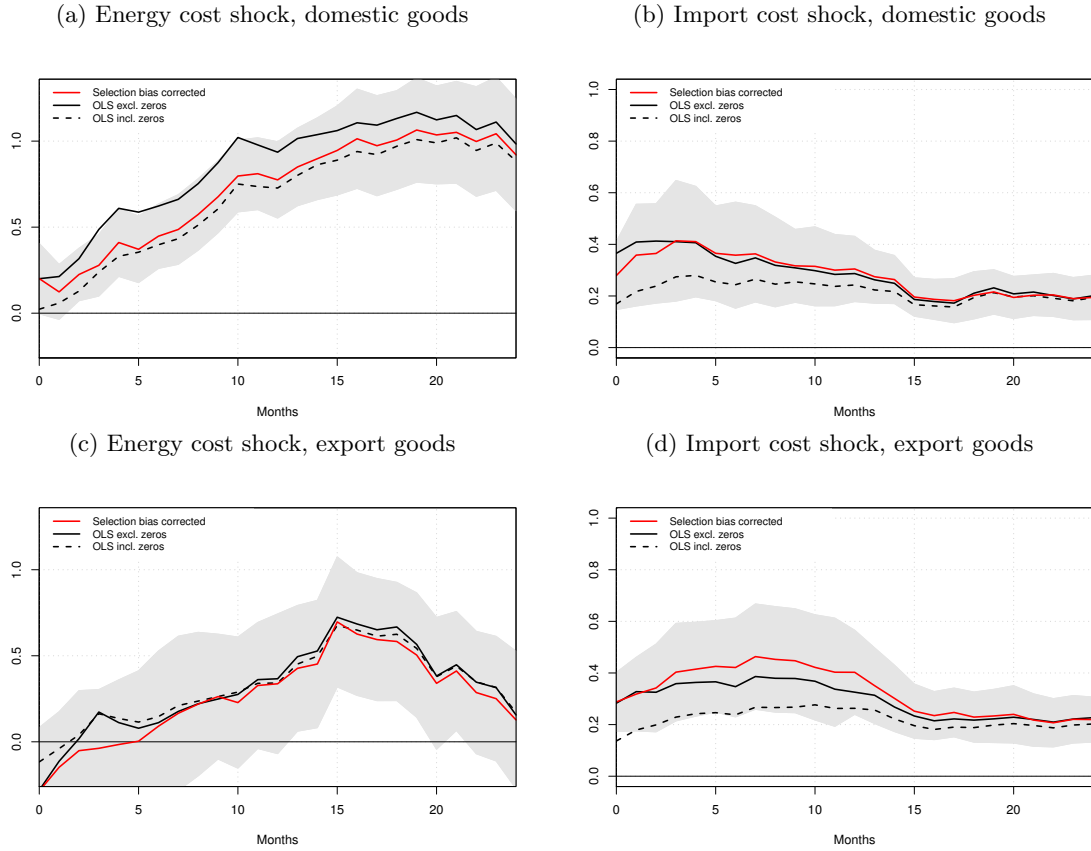 (a) Energy cost shock, domestic goods
Selection bias corrected
OLS excl. zeros
OLS incl. zeros
0.0 0.5 1.0
0 5 10 15 20
Months
(b) Import cost shock, domestic goods
Selection bias corrected
OLS excl. zeros
OLS incl. zeros
0.0 0.2 0.4 0.6 0.8 1.0
0 5 10 15 20
Months
(c) Energy cost shock, export goods
Selection bias corrected
OLS excl. zeros
OLS incl. zeros
0.0 0.5 1.0
0 5 10 15 20
Months
(d) Import cost shock, export goods
Selection bias corrected
OLS excl. zeros
OLS incl. zeros
0.0 0.2 0.4 0.6 0.8 1.0
0 5 10 15 20
Months